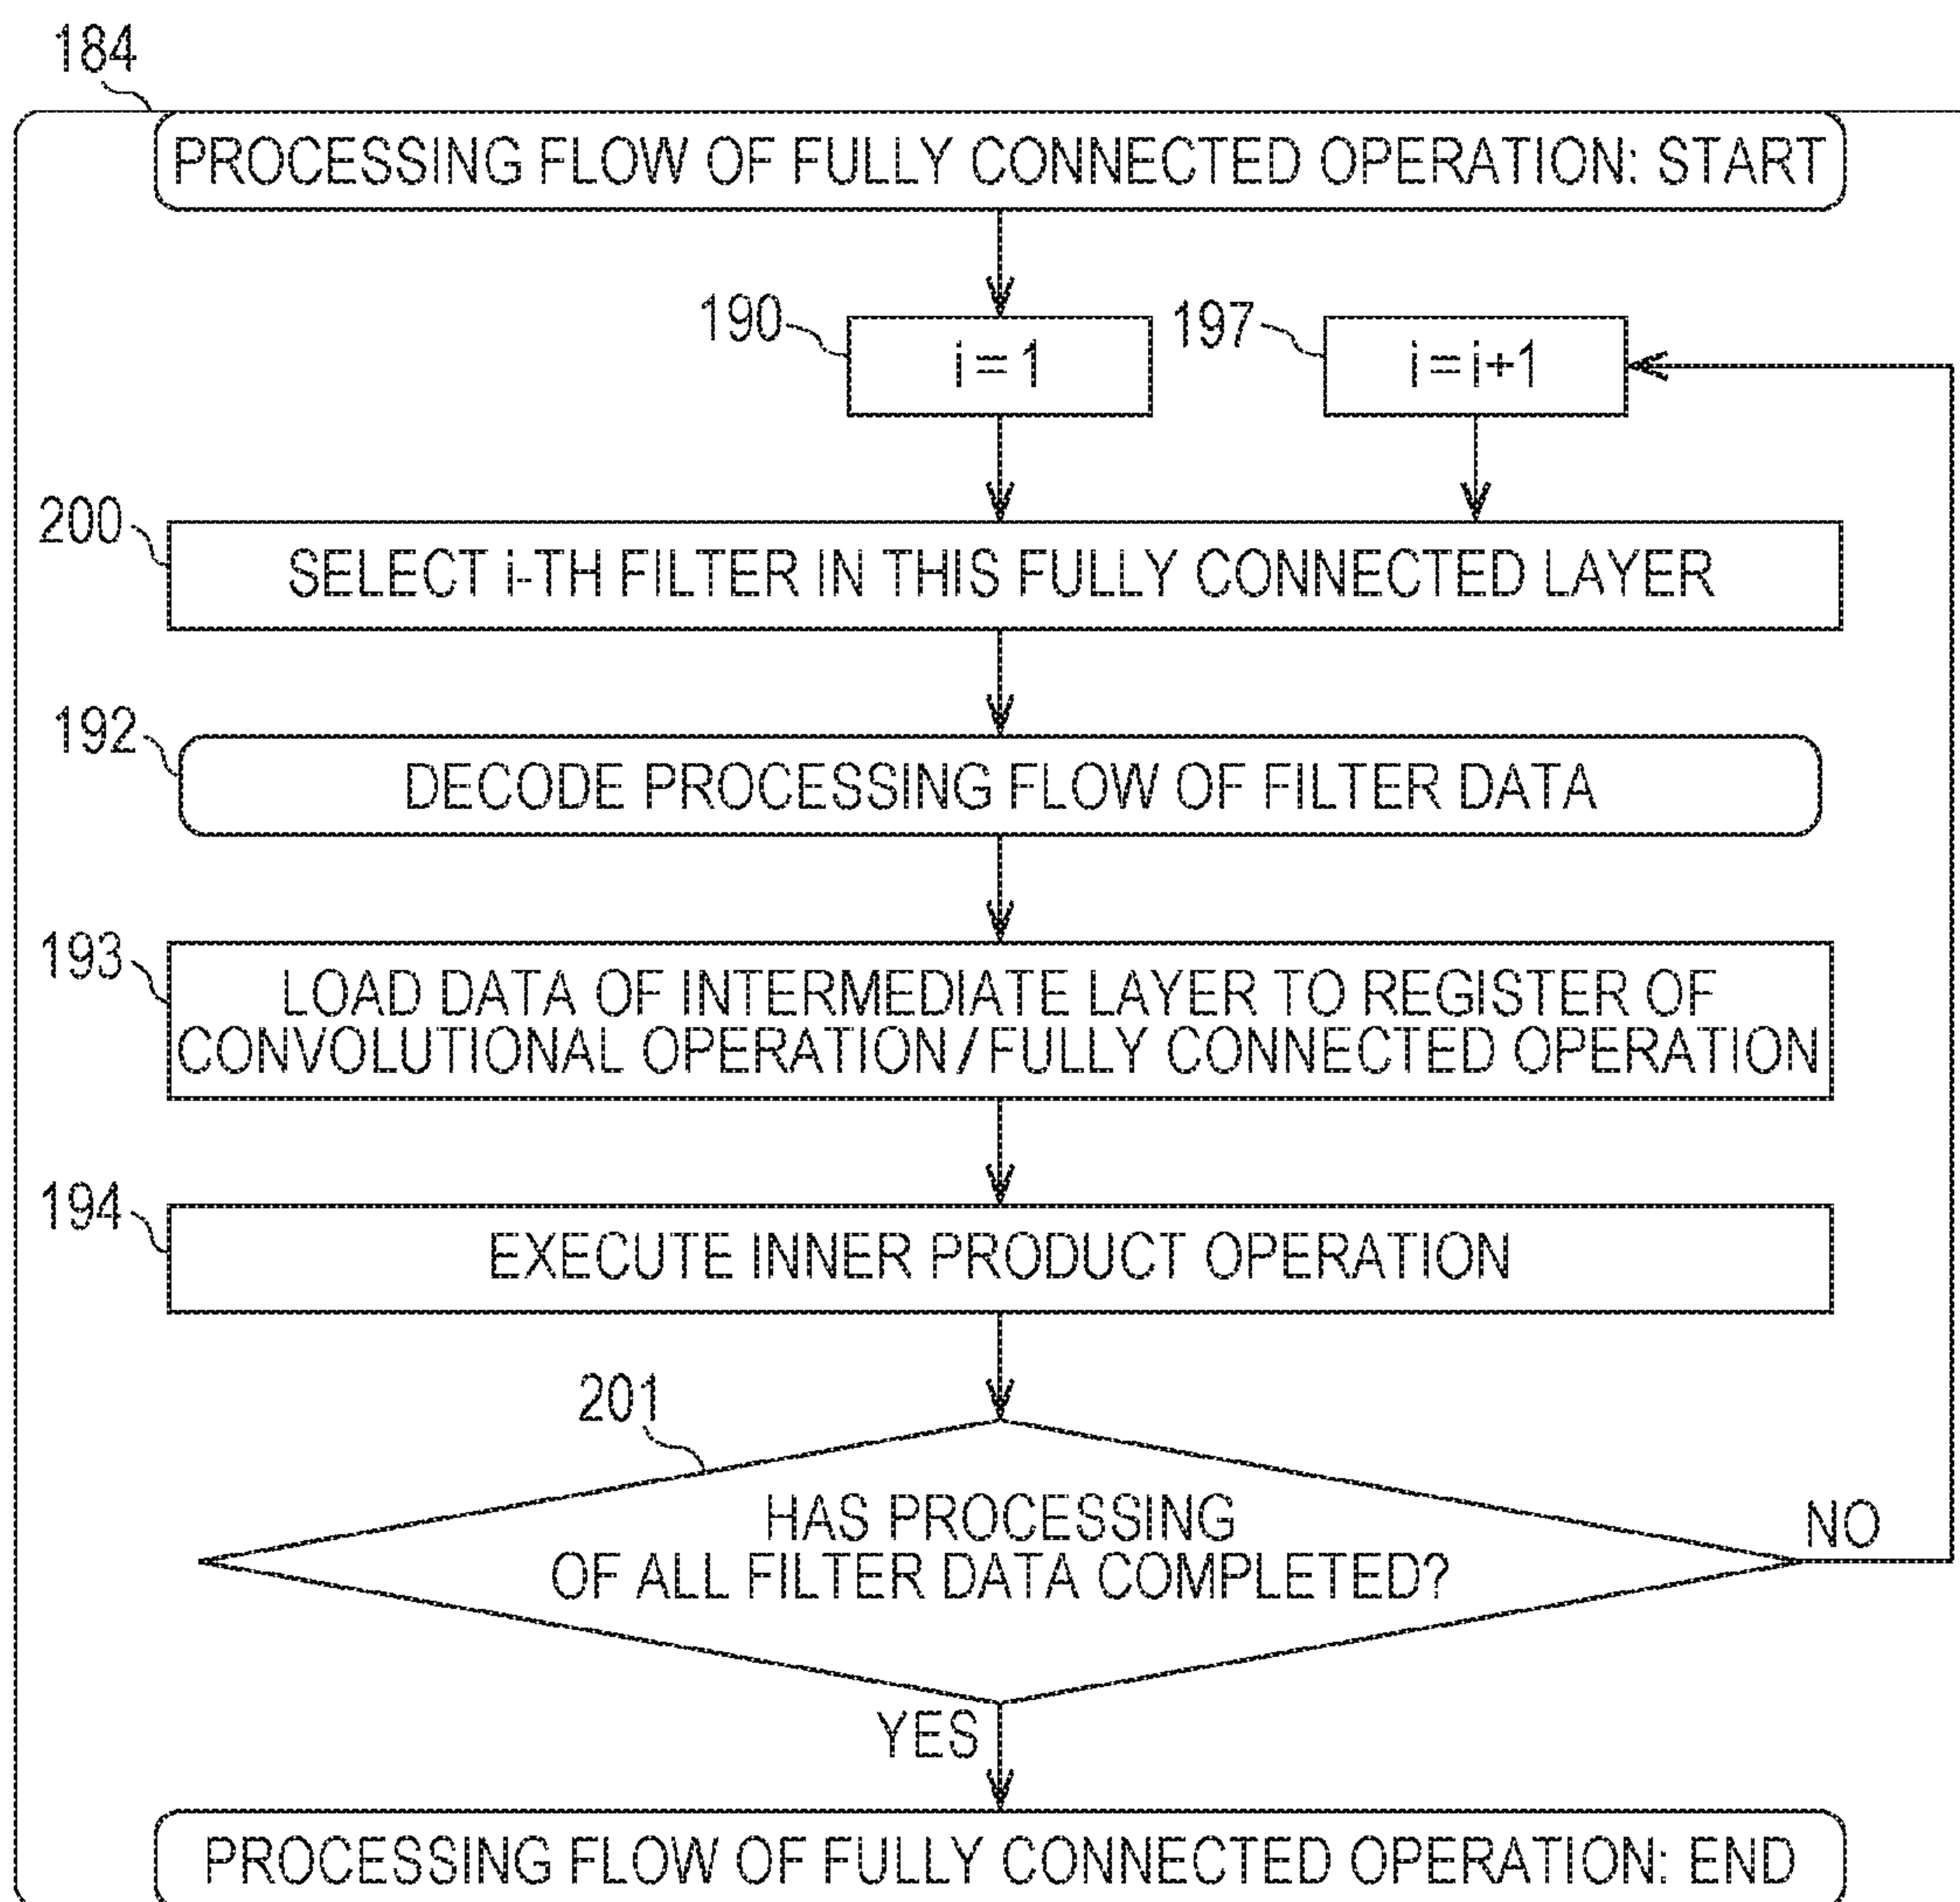 184
PROCESSING FLOW OF FULLY CONNECTED OPERATION: START
190
i = 1
197
i = i+1
200
SELECT i-TH FILTER IN THIS FULLY CONNECTED LAYER
192
DECODE PROCESSING FLOW OF FILTER DATA
193
LOAD DATA OF INTERMEDIATE LAYER TO REGISTER OF
CONVOLUTIONAL OPERATION/FULLY CONNECTED OPERATION
194
EXECUTE INNER PRODUCT OPERATION
201
HAS PROCESSING
OF ALL FILTER DATA COMPLETED?
NO
YES
PROCESSING FLOW OF FULLY CONNECTED OPERATION: END